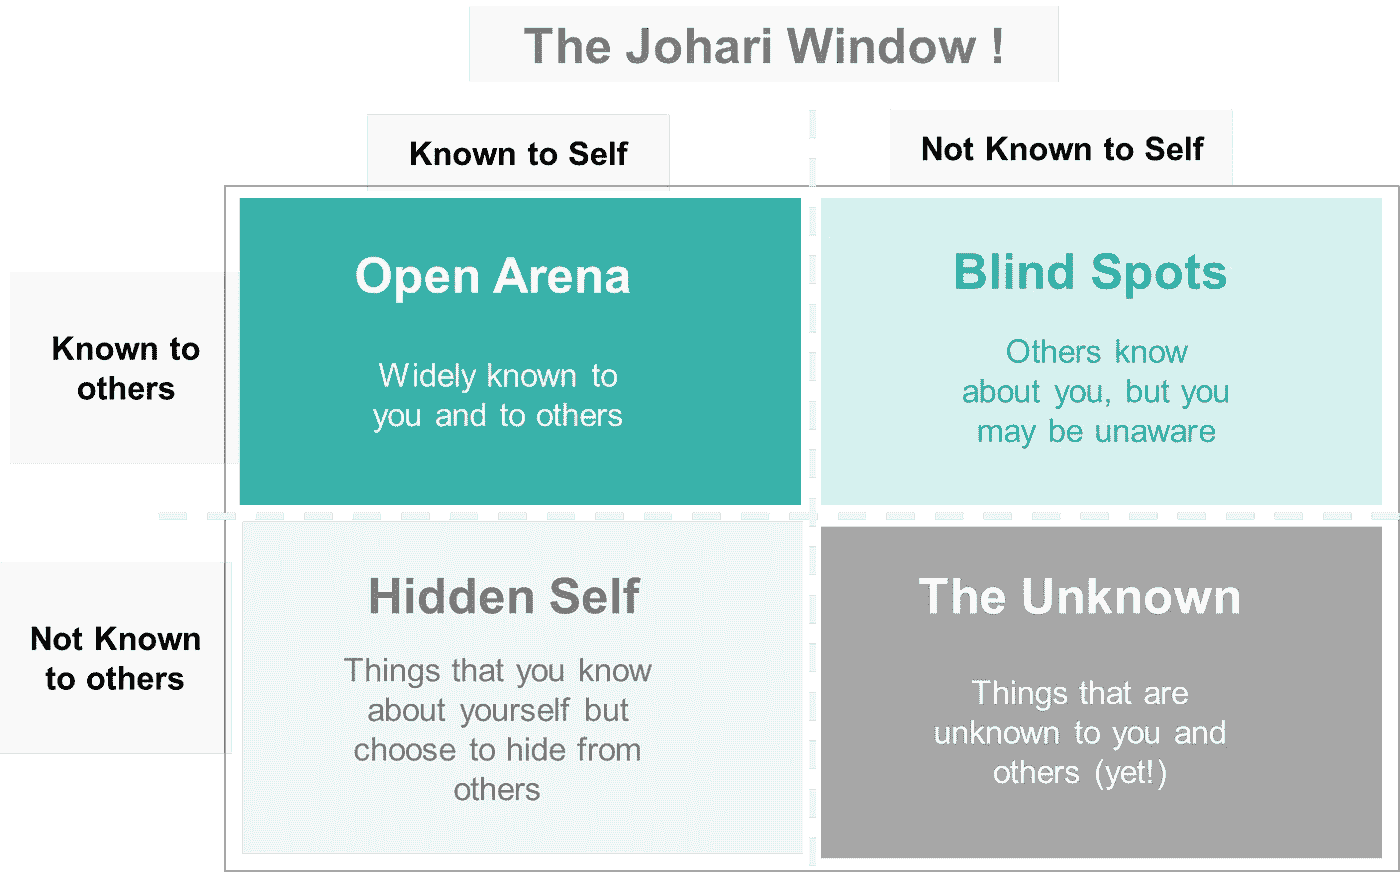 The Johari Window !
Known to Self
Not Known to Self
Known to
others
Open Arena
Widely known to
you and to others
Blind Spots
Others know
about you, but you
may be unaware
Not Known
to others
Hidden Self
Things that you know
about yourself but
choose to hide from
others
The Unknown
Things that are
unknown to you and
others (yet!)